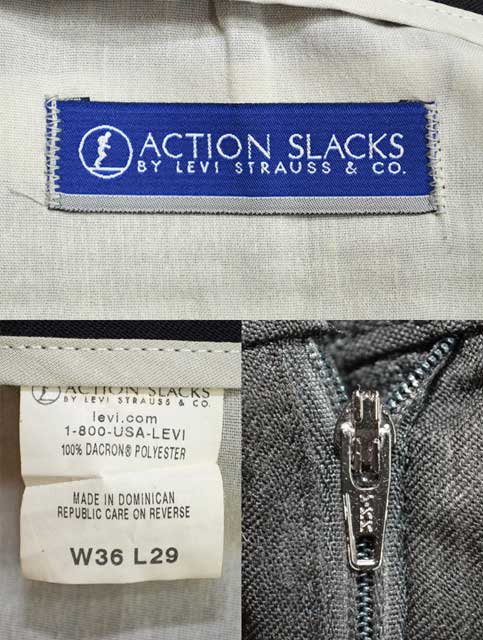 ACTION SLACKS
BY LEVI STRAUSS & CO.
ACTION SLACKS
BY LEVI STRAUSS & CO.
levi.com
1-800-USA-LEVI
100% DACRON® POLYESTER
MADE IN DOMINICAN
REPUBLIC CARE ON REVERSE
W36 L29